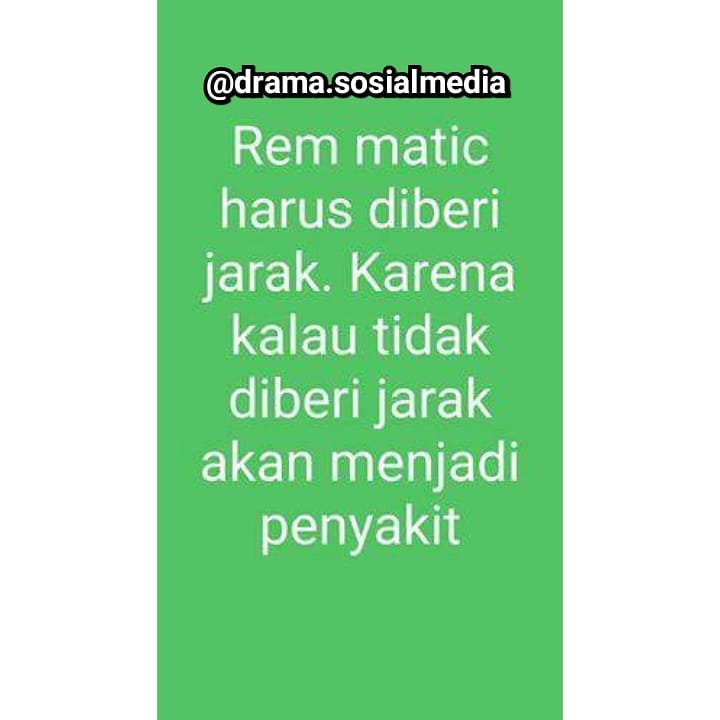 @drama.sosialmedia
Rem matic
harus diberi
jarak. Karena
kalau tidak
diberi jarak
akan menjadi
penyakit